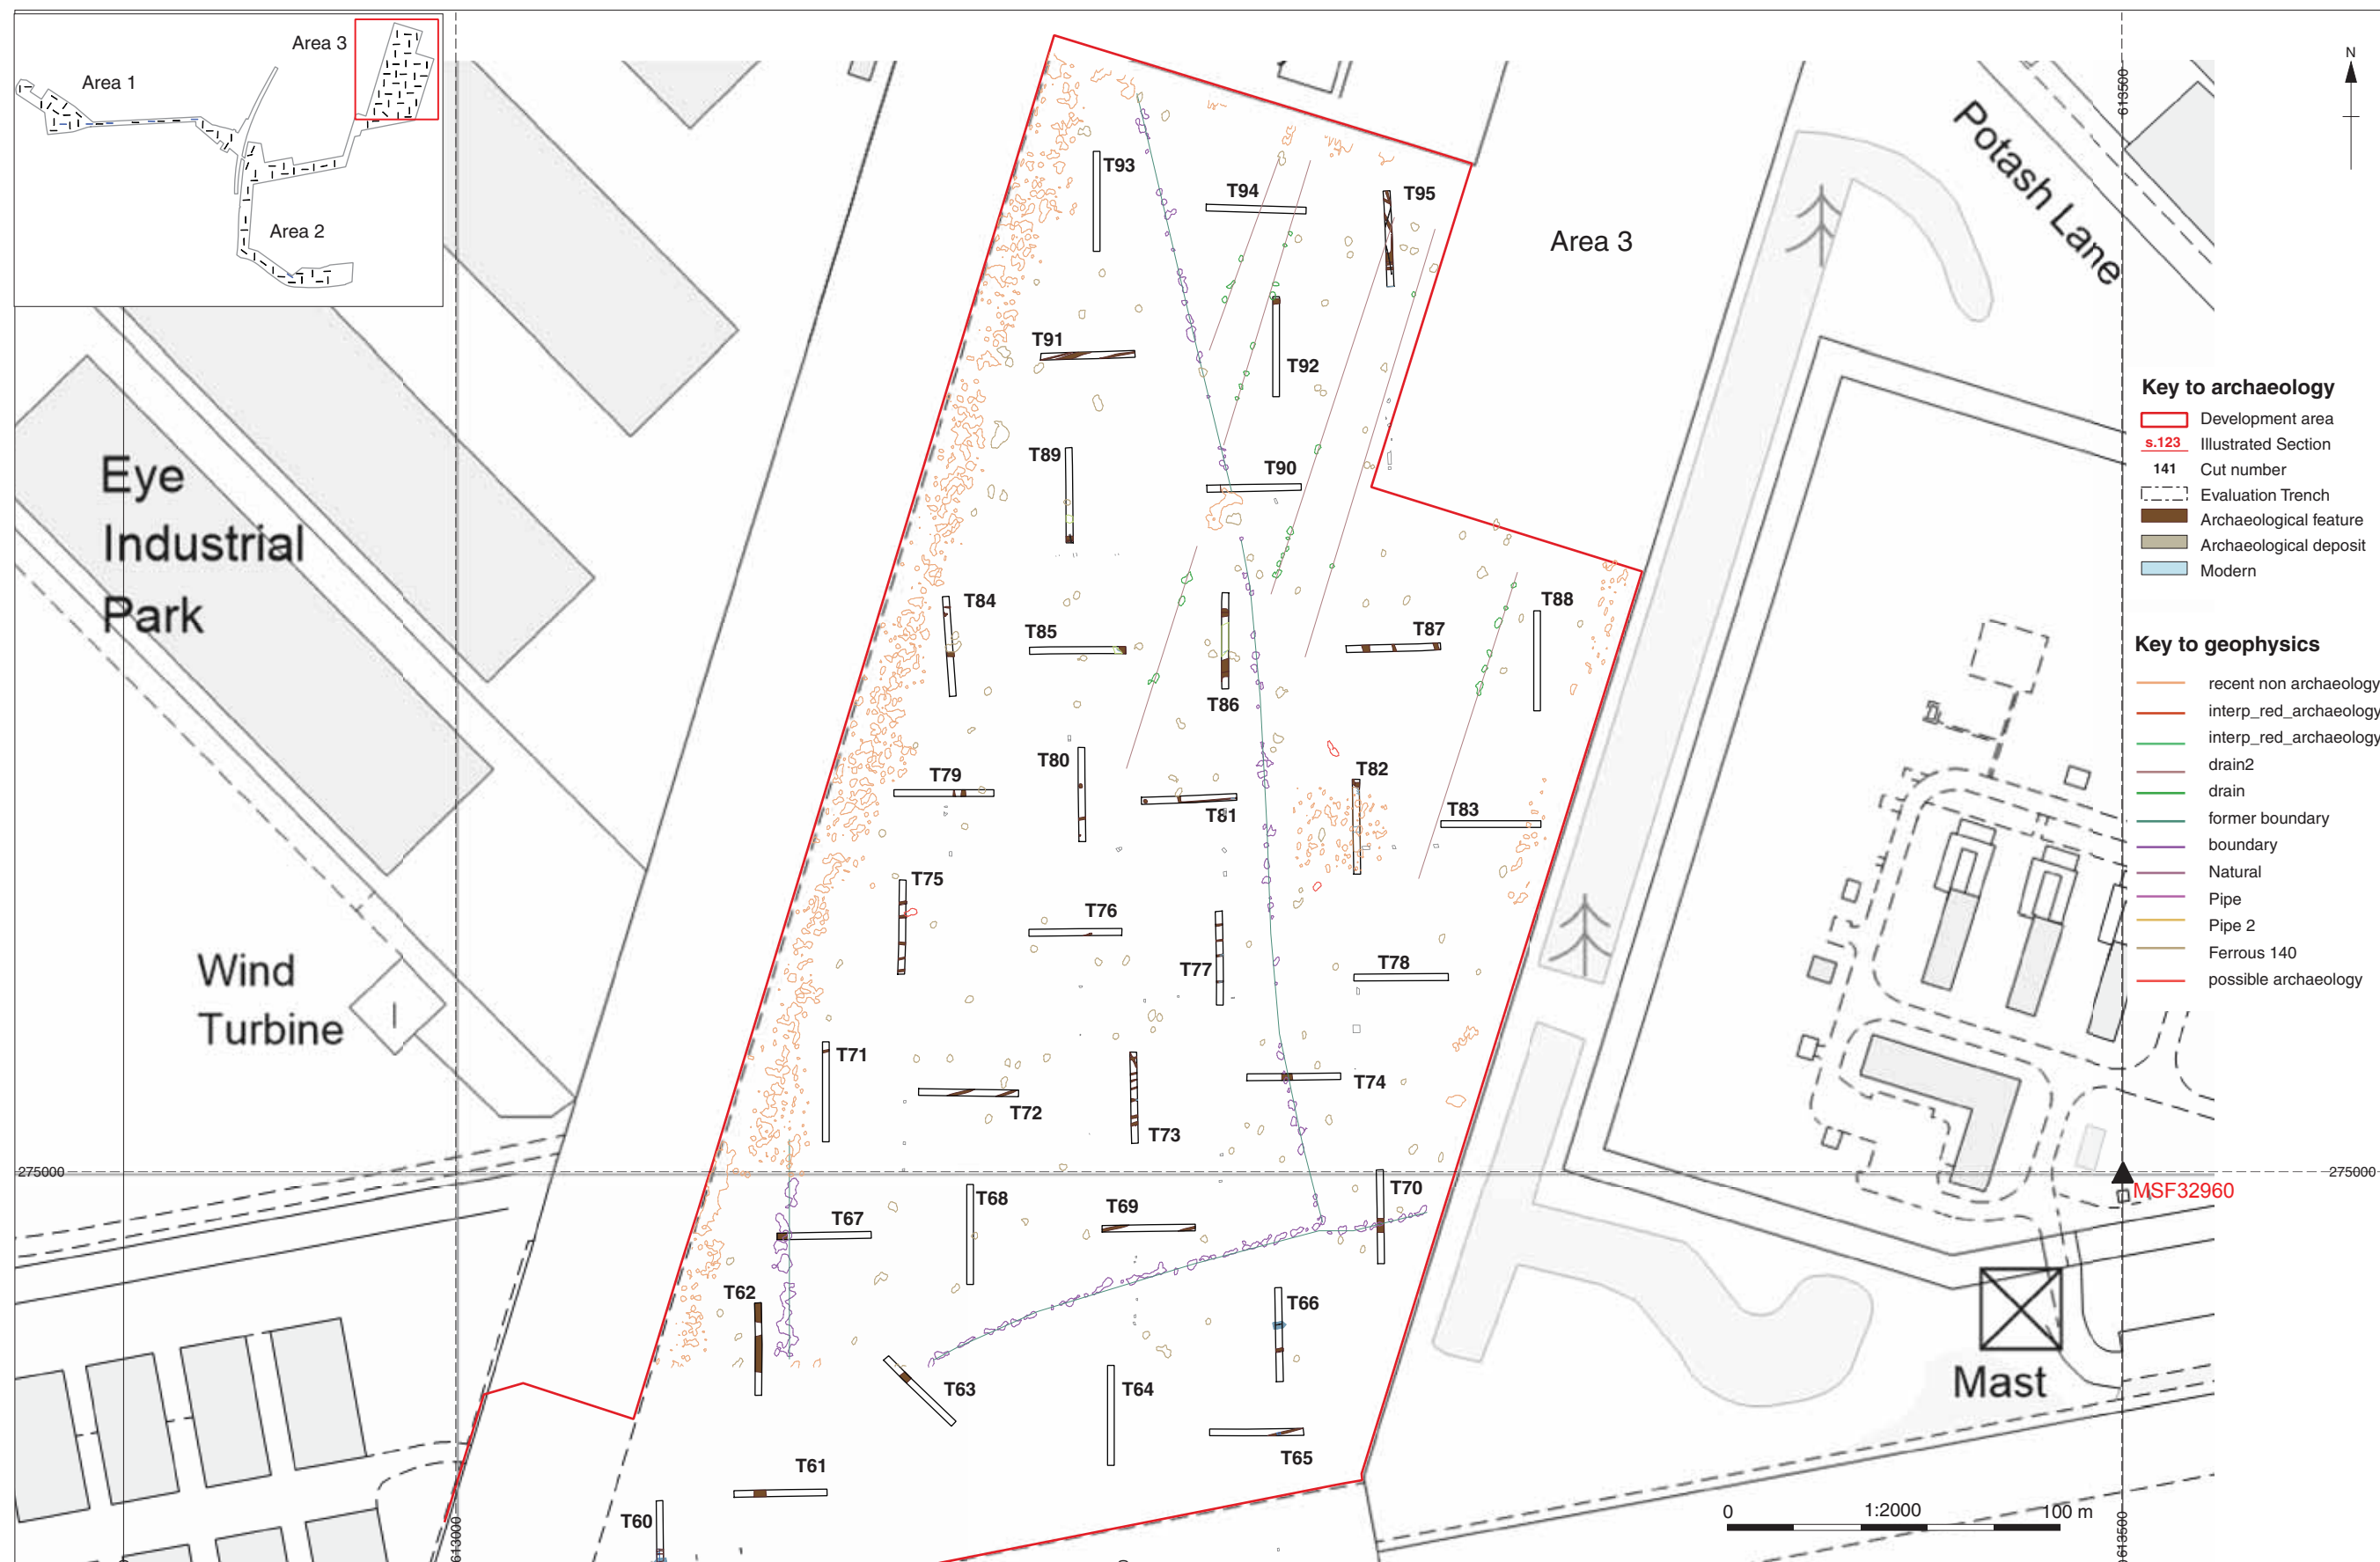 Area 1
Area 3
Area 2
N
613500
Potash Lane
Area 3
Eye
Industrial
Park
Wind
Turbine
T93
T94
T95
T91
T92
T89
T90
T84
T85
T86
T87
T88
T79
T80
T81
T82
T83
T75
T76
T77
T78
T71
T72
T73
T74
275000
275000
MSF32960
T67
T68
T69
T70
T62
T63
T64
T66
T65
T61
T60
Mast
613000
613500
Key to archaeology
Development area
s.123 Illustrated Section
141 Cut number
Evaluation Trench
Archaeological feature
Archaeological deposit
Modern
Key to geophysics
recent non archaeology
interp_red_archaeology
interp_red_archaeology
drain2
drain
former boundary
boundary
Natural
Pipe
Pipe 2
Ferrous 140
possible archaeology
0 1:2000 100 m